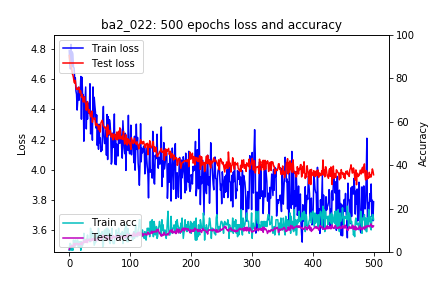 ba2_022: 500 epochs loss and accuracy
4.8
4.6
4.4
4.2
4.0
3.8
3.6
Loss
Train loss
Test loss
Train acc
Test acc
100
80
60
40
20
0
Accuracy
0 100 200 300 400 500